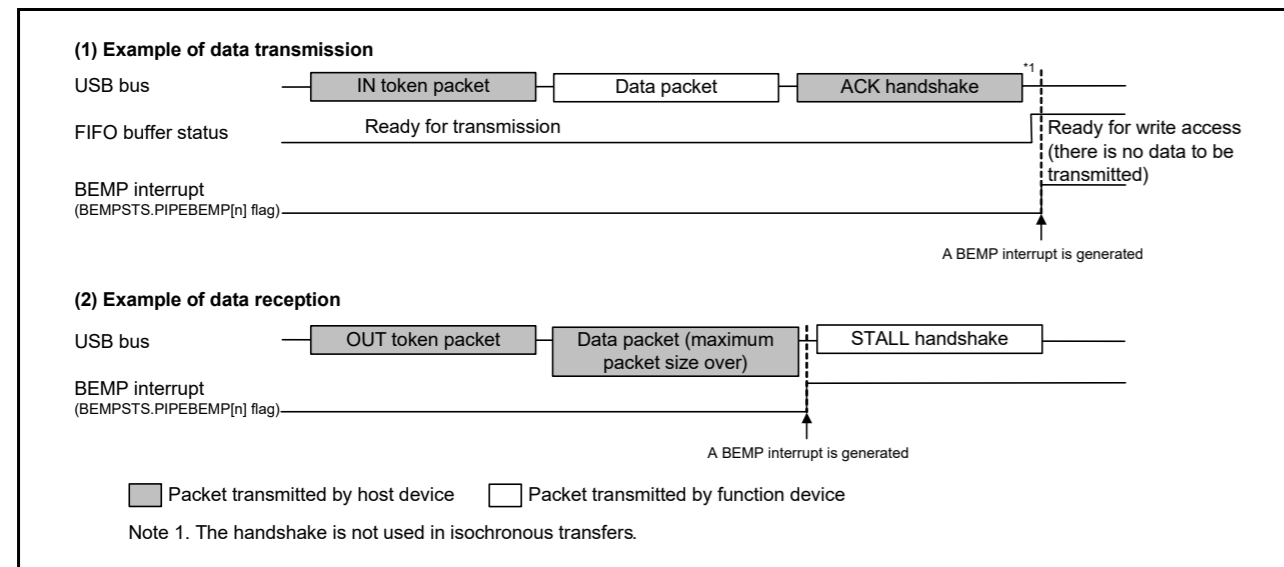 (1) Example of data transmission
*1
USB bus
IN token packet
Data packet
ACK handshake
FIFO buffer status
Ready for transmission
Ready for write access
(there is no data to be
transmitted)
BEMP interrupt
(BEMPSTS.PIPEBEMP[n] flag)
A BEMP interrupt is generated
(2) Example of data reception
USB bus
OUT token packet
Data packet (maximum
packet size over)
STALL handshake
BEMP interrupt
(BEMPSTS.PIPEBEMP[n] flag)
A BEMP interrupt is generated
Packet transmitted by host device
Packet transmitted by function device
Note 1. The handshake is not used in isochronous transfers.